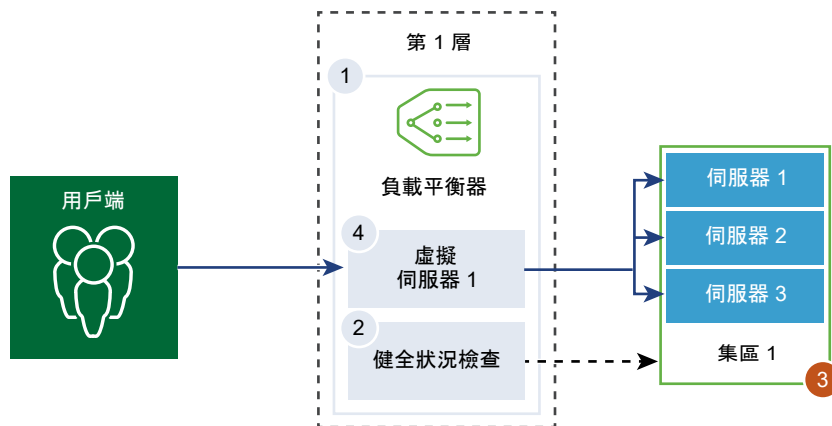 第 1 層
1
負載平衡器
用戶端
4
虛擬
伺服器 1
2
健全狀況檢查
伺服器 1
伺服器 2
伺服器 3
集區 1
3